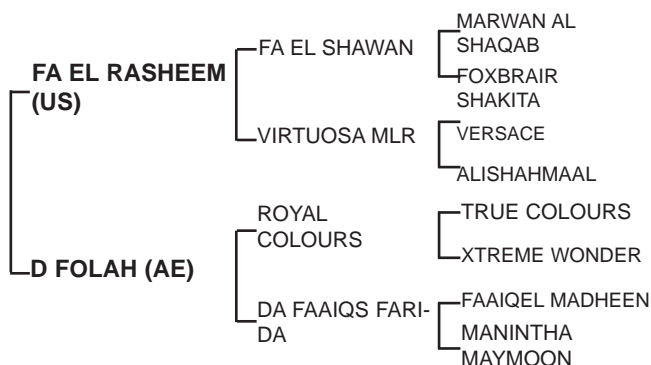 MARWAN AL
SHAQAB
FA EL SHAWAN
FOXBRAIR
SHAKITA
FA EL RASHEEM
(US)
VIRTUOSA MLR
VERSACE
ALISHAHMAAL
ROYAL
COLOURS
TRUE COLOURS
XTREME WONDER
D FOLAH (AE)
DA FAAIQS FARI-
DA
FAAIQEL MADHEEN
MANINTHA
MAYMOON